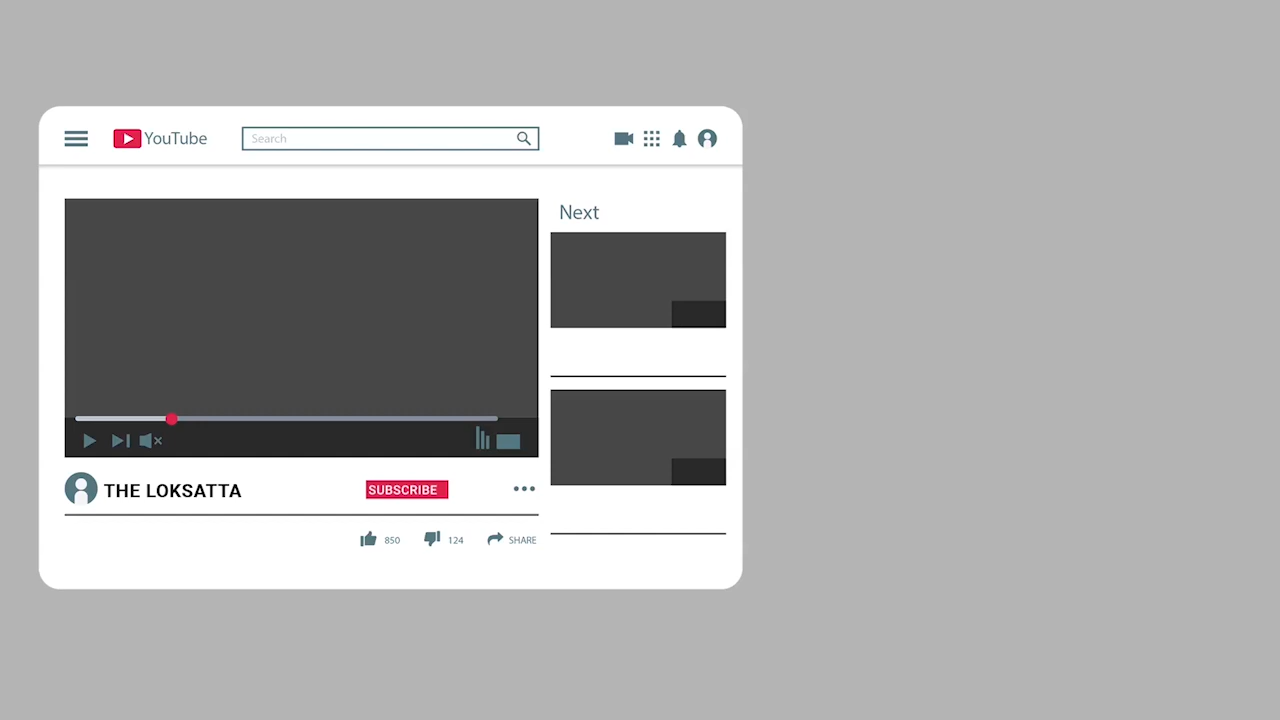 YouTube
Search
Next
THE LOKSATTA
SUBSCRIBE
850
124
SHARE